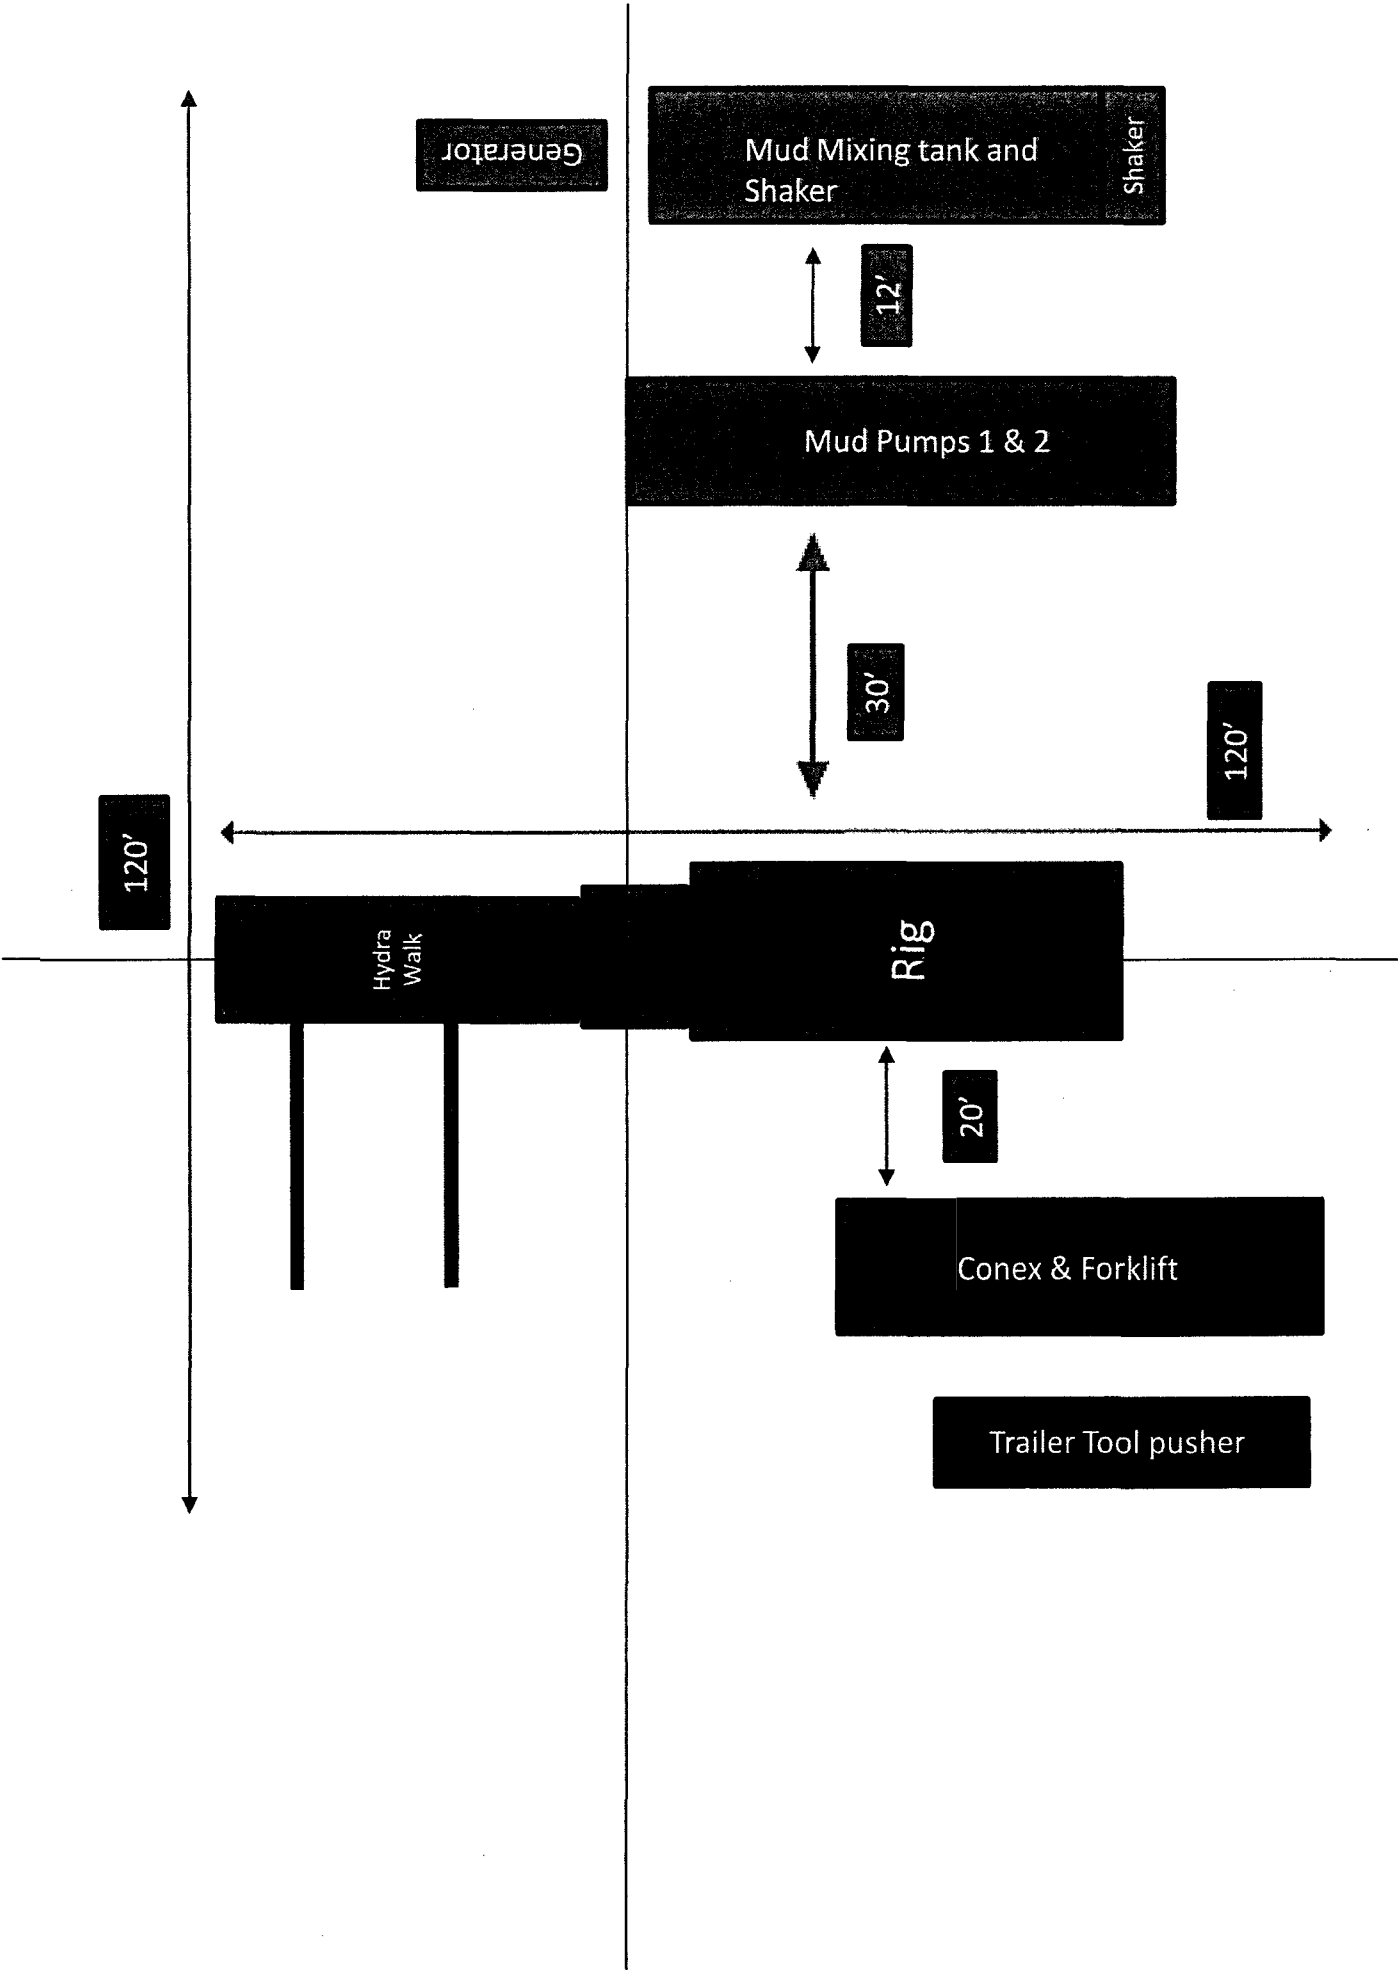 Generator
Mud Mixing tank and
Shaker
Shaker
12'
Mud Pumps 1 & 2
30'
120'
120'
Hydra
Walk
Rig
20'
Conex & Forklift
Trailer Tool pusher